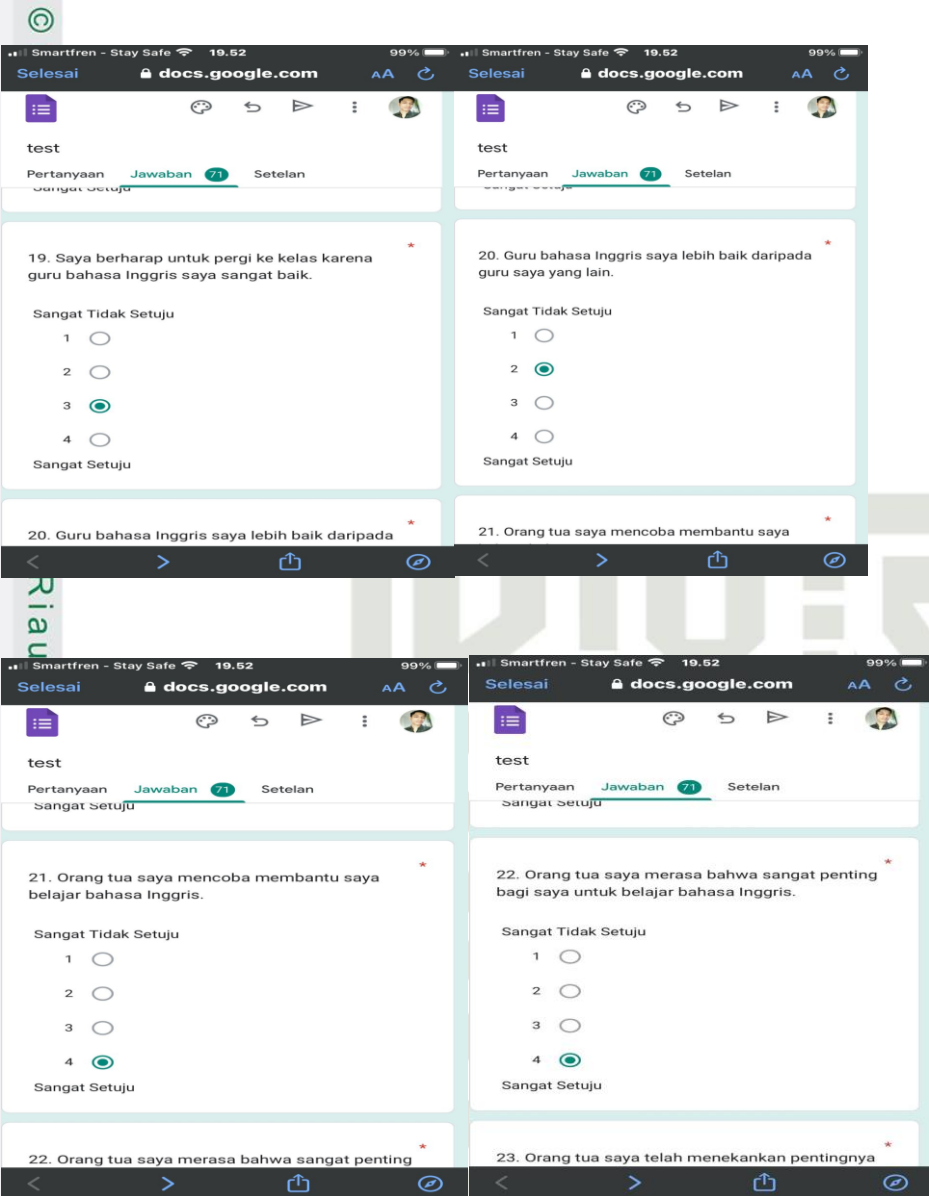 ©
Smartfren - Stay Safe 19.52 99%
Selesai docs.google.com AA
test
Pertanyaan Jawaban 71 Setelan
Sangat Setuju
19. Saya berharap untuk pergi ke kelas karena *
guru bahasa Inggris saya sangat baik.
Sangat Tidak Setuju
1
2
3
4
Sangat Setuju
20. Guru bahasa Inggris saya lebih baik daripada *
Smartfren - Stay Safe 19.52 99%
Selesai docs.google.com AA
test
Pertanyaan Jawaban 71 Setelan
Sangat Setuju
20. Guru bahasa Inggris saya lebih baik daripada *
guru saya yang lain.
Sangat Tidak Setuju
1
2
3
4
Sangat Setuju
21. Orang tua saya mencoba membantu saya *
Riau
Smartfren - Stay Safe 19.52 99%
Selesai docs.google.com AA
test
Pertanyaan Jawaban 71 Setelan
Sangat Setuju
21. Orang tua saya mencoba membantu saya *
belajar bahasa Inggris.
Sangat Tidak Setuju
1
2
3
4
Sangat Setuju
22. Orang tua saya merasa bahwa sangat penting *
Smartfren - Stay Safe 19.52 99%
Selesai docs.google.com AA
test
Pertanyaan Jawaban 71 Setelan
Sangat Setuju
22. Orang tua saya merasa bahwa sangat penting *
bagi saya untuk belajar bahasa Inggris.
Sangat Tidak Setuju
1
2
3
4
Sangat Setuju
23. Orang tua saya telah menekankan pentingnya *